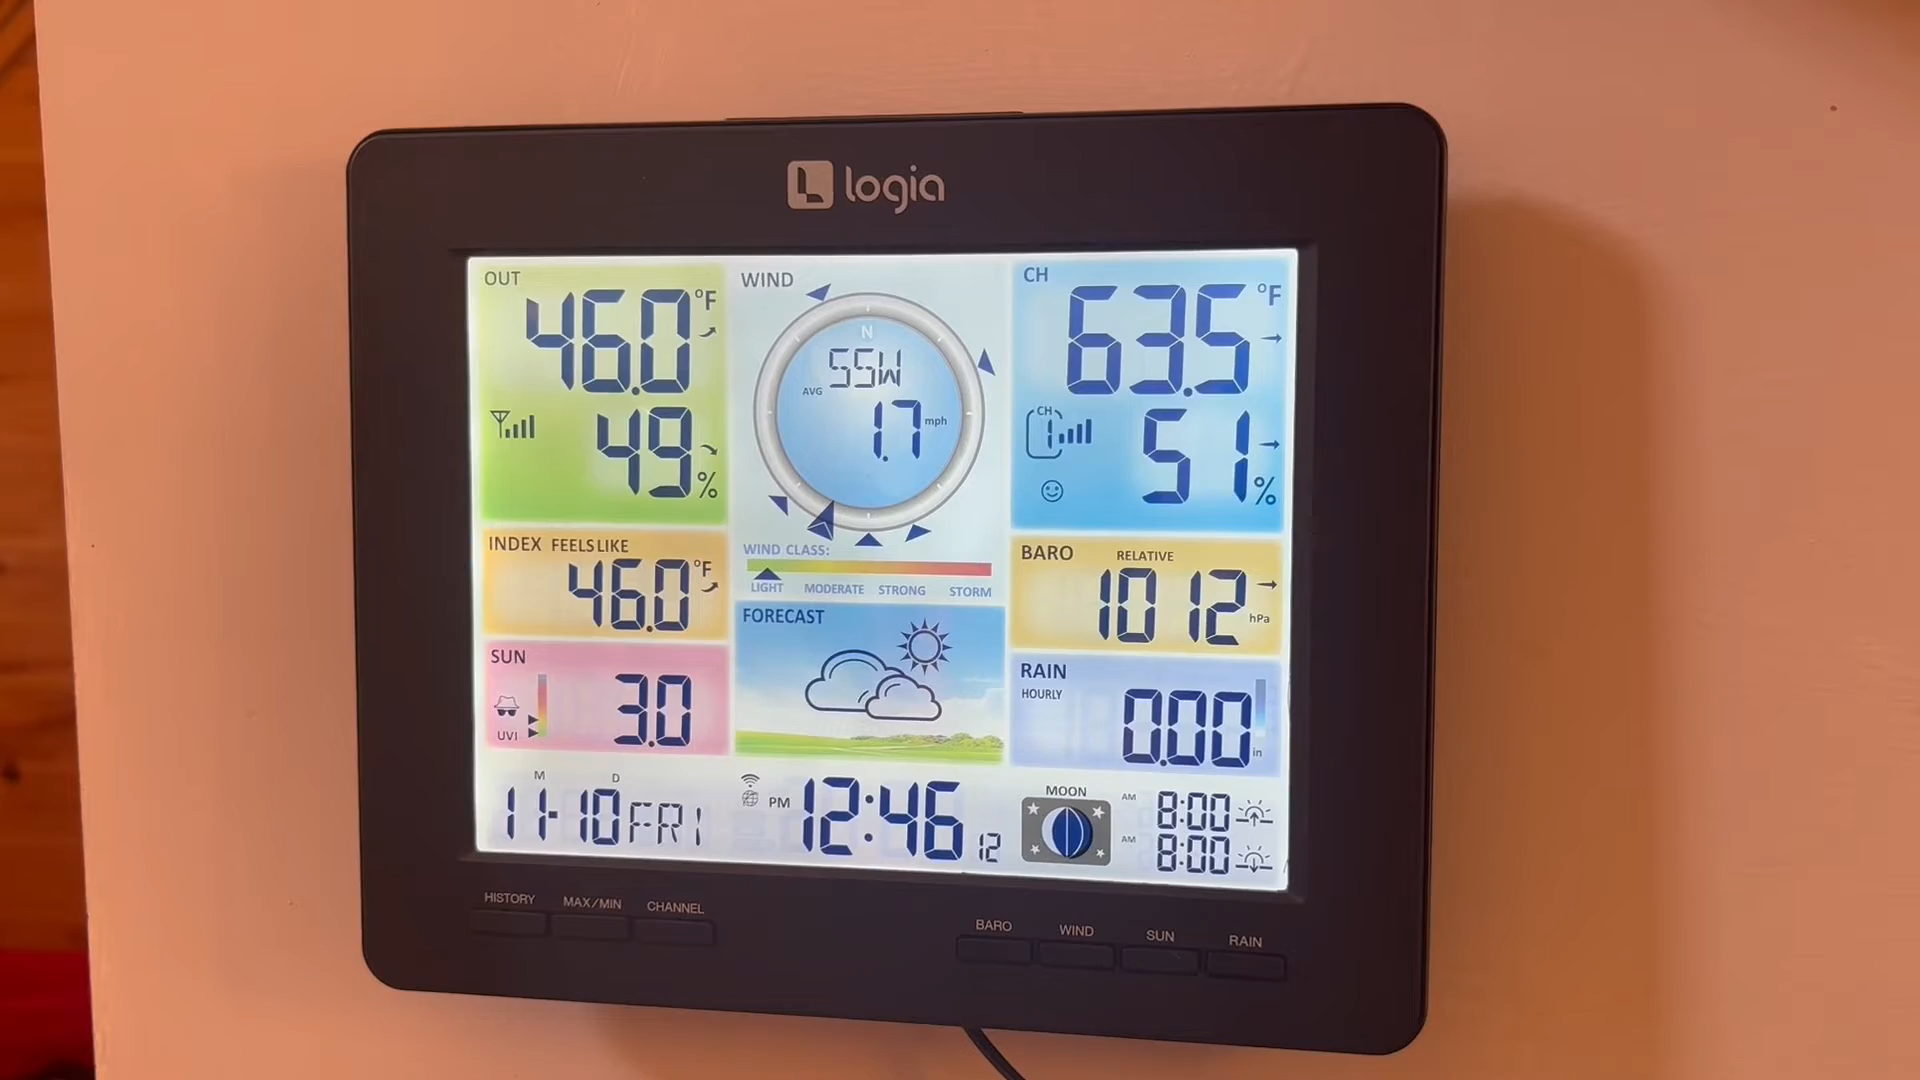 logia
OUT
46.0 °F
49 %
WIND
N
SSW
AVG
1.7 mph
WIND CLASS:
LIGHT MODERATE STRONG STORM
CH
63.5 °F
CH
1
51 %
INDEX FEELS LIKE
46.0 °F
FORECAST
BARO RELATIVE
1012 hPa
SUN
UVI
3.0
RAIN
HOURLY
0.00 in
M D
11-10 FRI
PM 12:46 12
MOON
AM 8:00
AM 8:00
HISTORY MAX/MIN CHANNEL
BARO WIND SUN RAIN